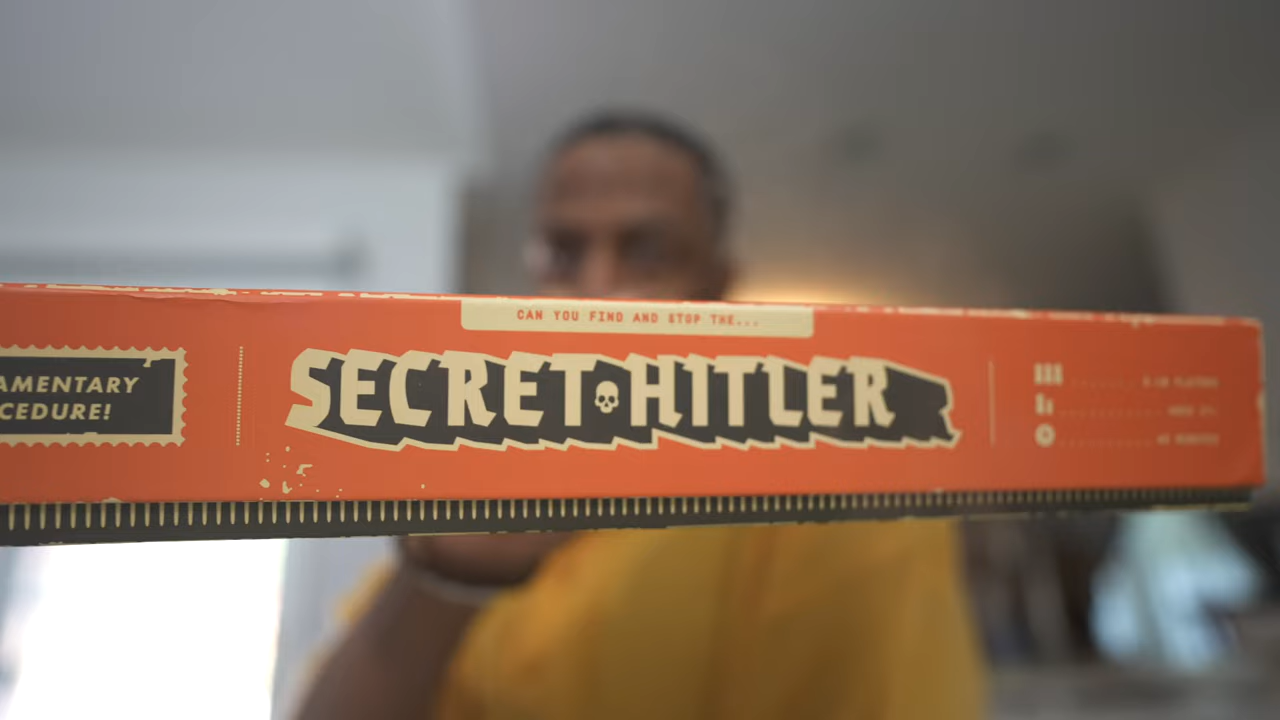 CAN YOU FIND AND STOP THE...
AMENTARY
CEDURE!
SECRET HITLER